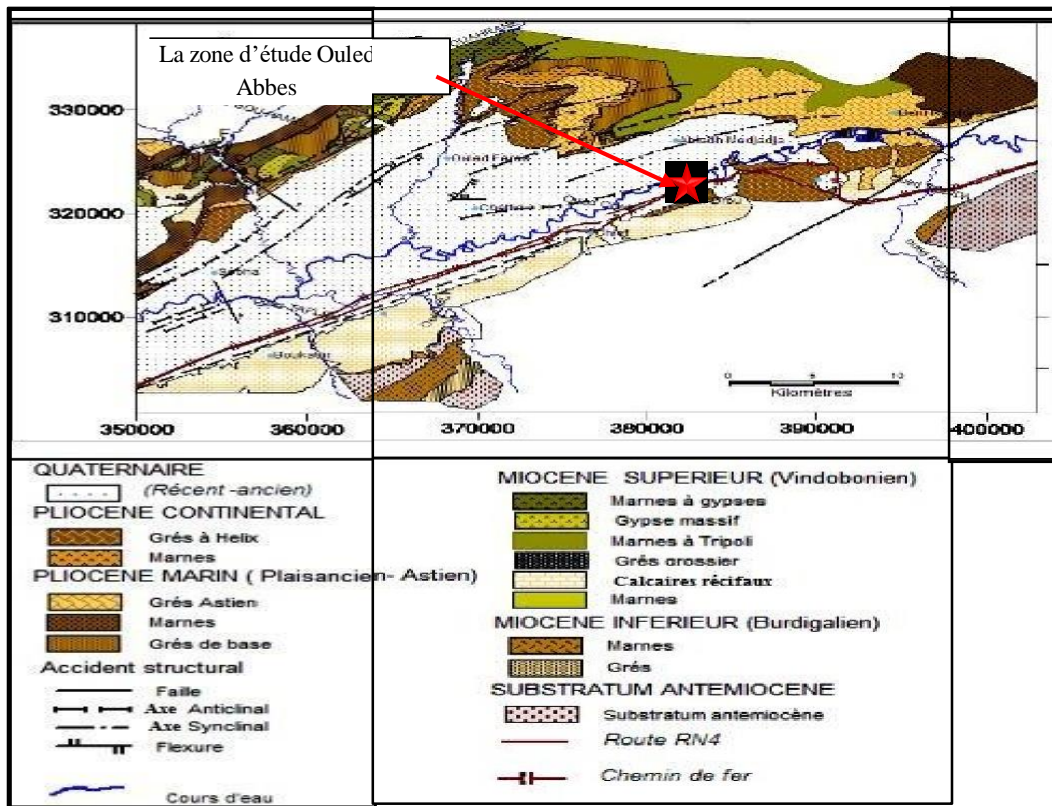 La zone d'étude Ouled
Abbes
330000
320000
310000
350000
360000
370000
380000
390000
400000
0
5
10
Kilomètres
QUATERNAIRE
(Récent -ancien)
PLIOCENE CONTINENTAL
Grés à Helix
Marnes
PLIOCENE MARIN ( Plaisancien- Astien)
Grés Astien
Marnes
Grés de base
Accident structural
Faille
Axe Anticlinal
Axe Synclinal
Flexure
Cours d'eau
MIOCENE SUPERIEUR (Vindobonien)
Marnes à gypses
Gypse massif
Marnes à Tripoli
Grés grossier
Calcaires récifaux
Marnes
MIOCENE INFERIEUR (Burdigalien)
Marnes
Grés
SUBSTRATUM ANTEMIOCENE
Substratum antemiocène
Route RN4
Chemin de fer